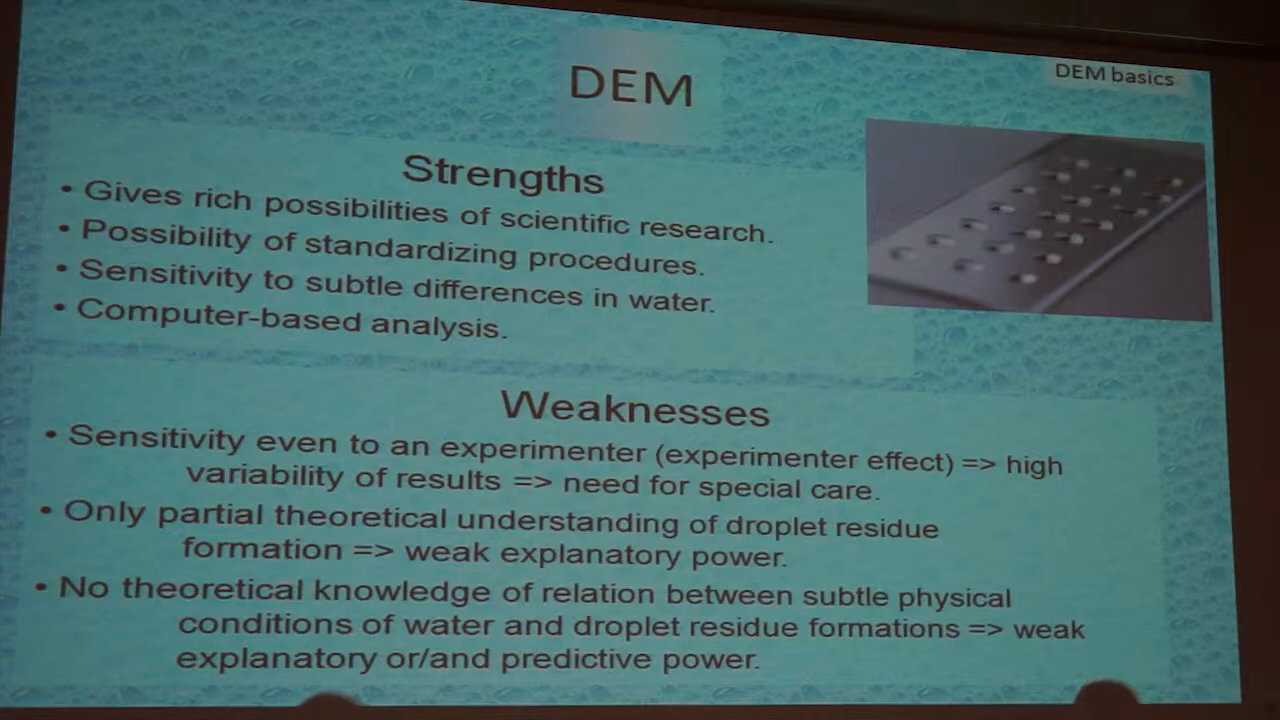 DEM basics
DEM
Strengths
• Gives rich possibilities of scientific research.
• Possibility of standardizing procedures.
• Sensitivity to subtle differences in water.
• Computer-based analysis.
Weaknesses
• Sensitivity even to an experimenter (experimenter effect) => high
variability of results => need for special care.
• Only partial theoretical understanding of droplet residue
formation => weak explanatory power.
• No theoretical knowledge of relation between subtle physical
conditions of water and droplet residue formations => weak
explanatory or/and predictive power.